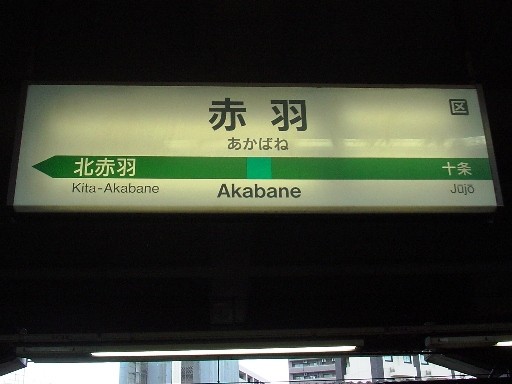 赤羽
区
あかばね
北赤羽
十条
Kita-Akabane
Akabane
Jūjō